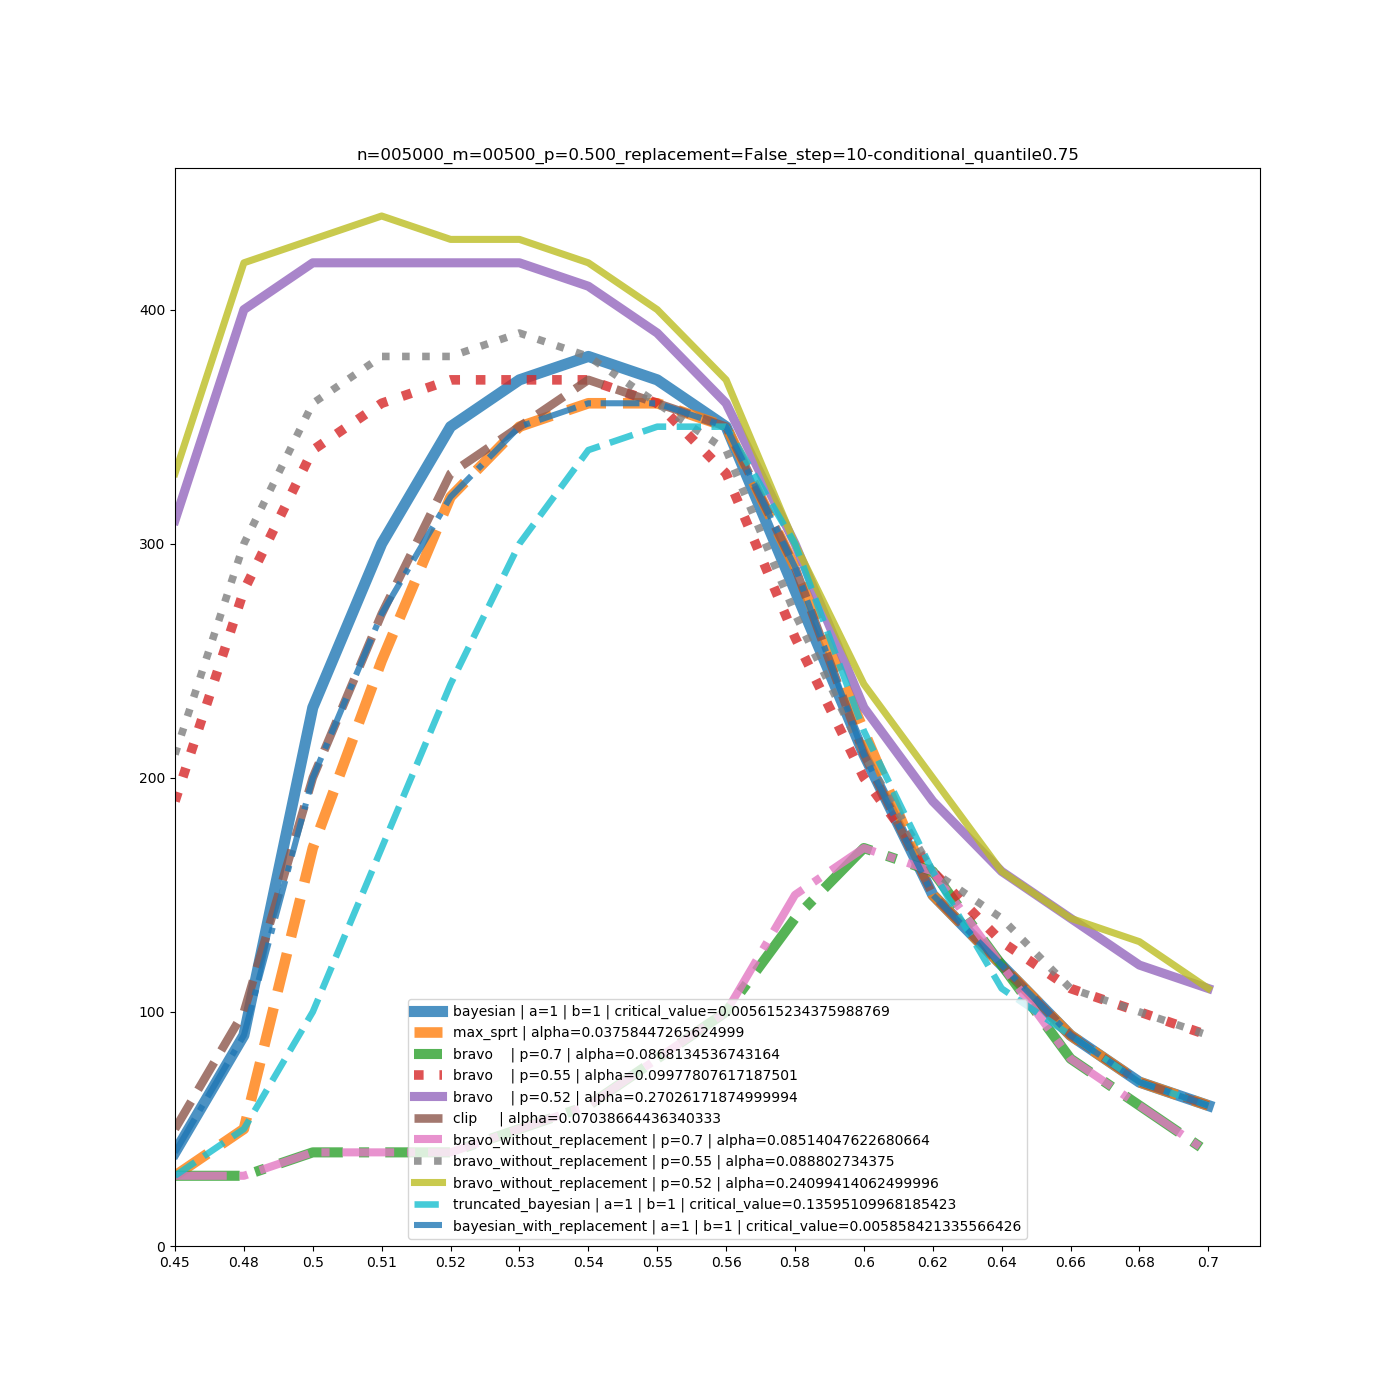 n=005000_m=00500_p=0.500_replacement=False_step=10-conditional_quantile0.75
400
300
200
100
0
bayesian | a=1 | b=1 | critical_value=0.005615234375988769
max_sprt | alpha=0.03758447265624999
bravo | p=0.7 | alpha=0.0868134536743164
bravo | p=0.55 | alpha=0.09977807617187501
bravo | p=0.52 | alpha=0.27026171874999994
clip | alpha=0.07038664436340333
bravo_without_replacement | p=0.7 | alpha=0.08514047622680664
bravo_without_replacement | p=0.55 | alpha=0.088802734375
bravo_without_replacement | p=0.52 | alpha=0.24099414062499996
truncated_bayesian | a=1 | b=1 | critical_value=0.13595109968185423
bayesian_with_replacement | a=1 | b=1 | critical_value=0.005858421335566426
0.45 0.48 0.5 0.51 0.52 0.53 0.54 0.55 0.56 0.58 0.6 0.62 0.64 0.66 0.68 0.7